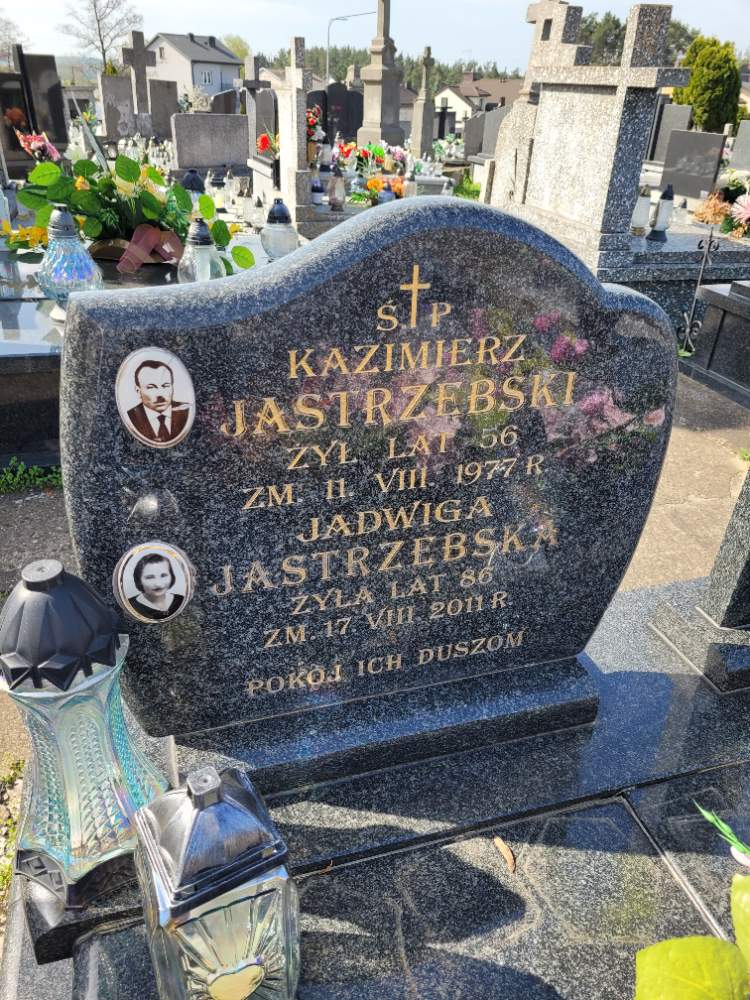 Ś P
KAZIMIERZ
JASTRZĘBSKI
ŻYŁ LAT 56
ZM. 11. VIII. 1977 R
JADWIGA
JASTRZĘBSKA
ŻYŁA LAT 86
ZM. 17. VIII 2011 R.
POKÓJ ICH DUSZOM